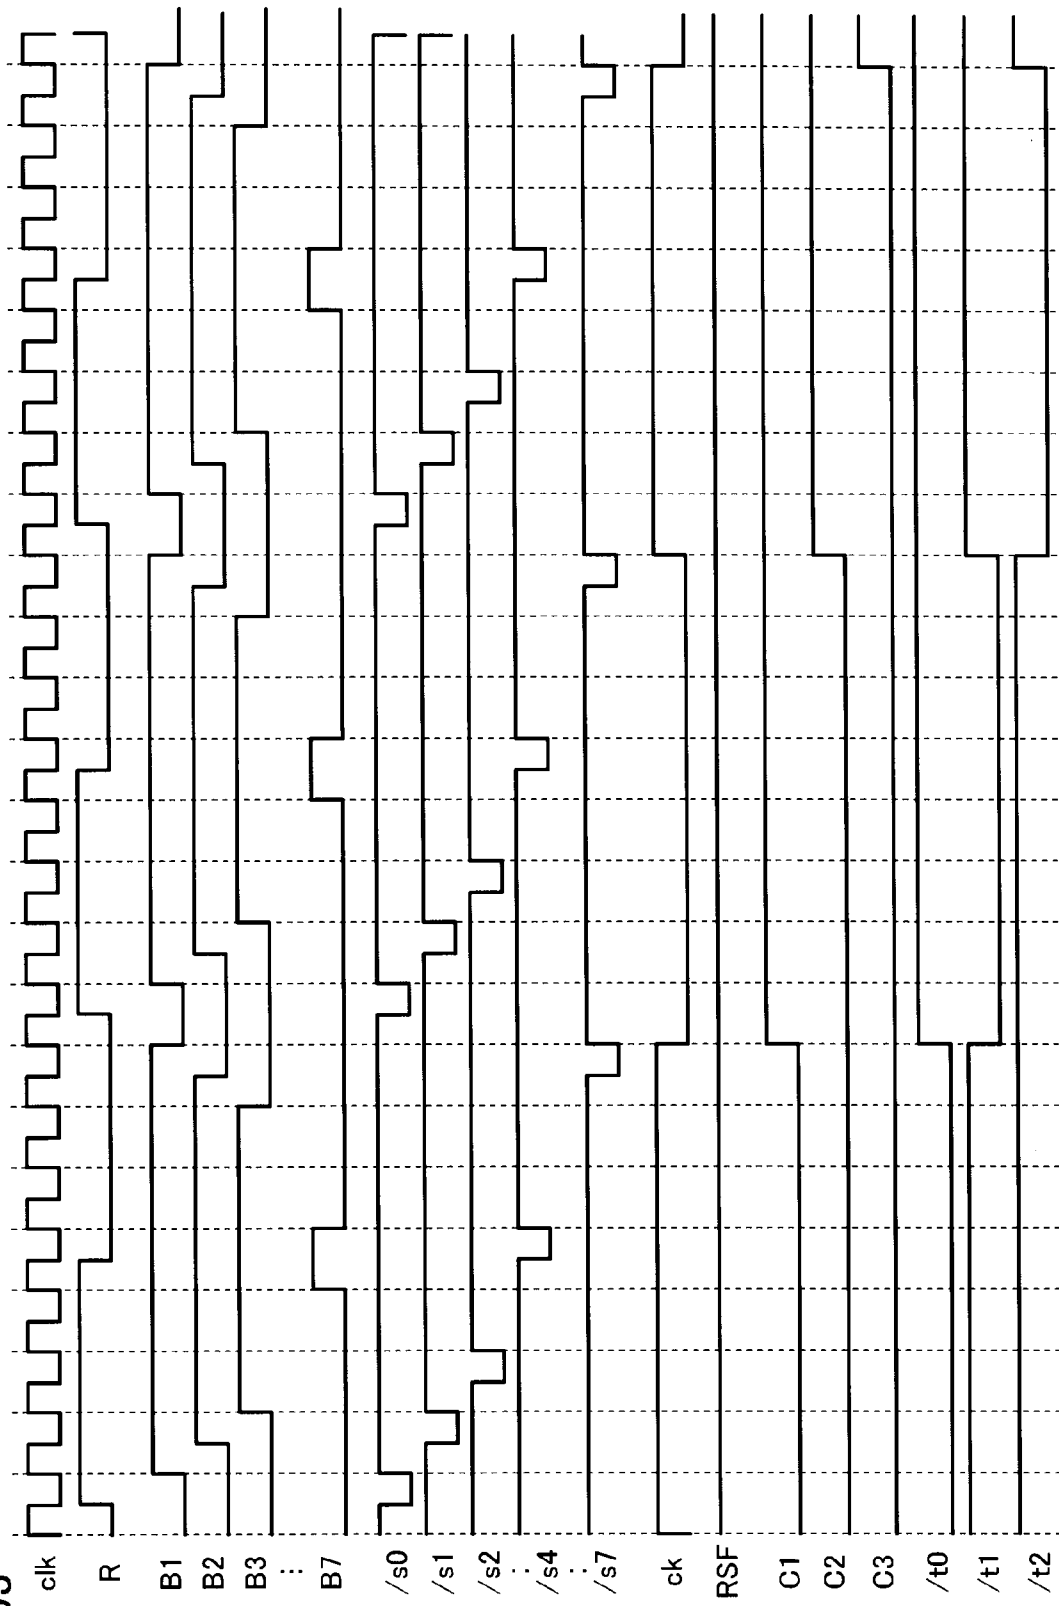 clk
R
B1
B2
B3
:
B7
/s0
/s1
/s2
:
/s4
:
/s7
ck
RSF
C1
C2
C3
/t0
/t1
/t2